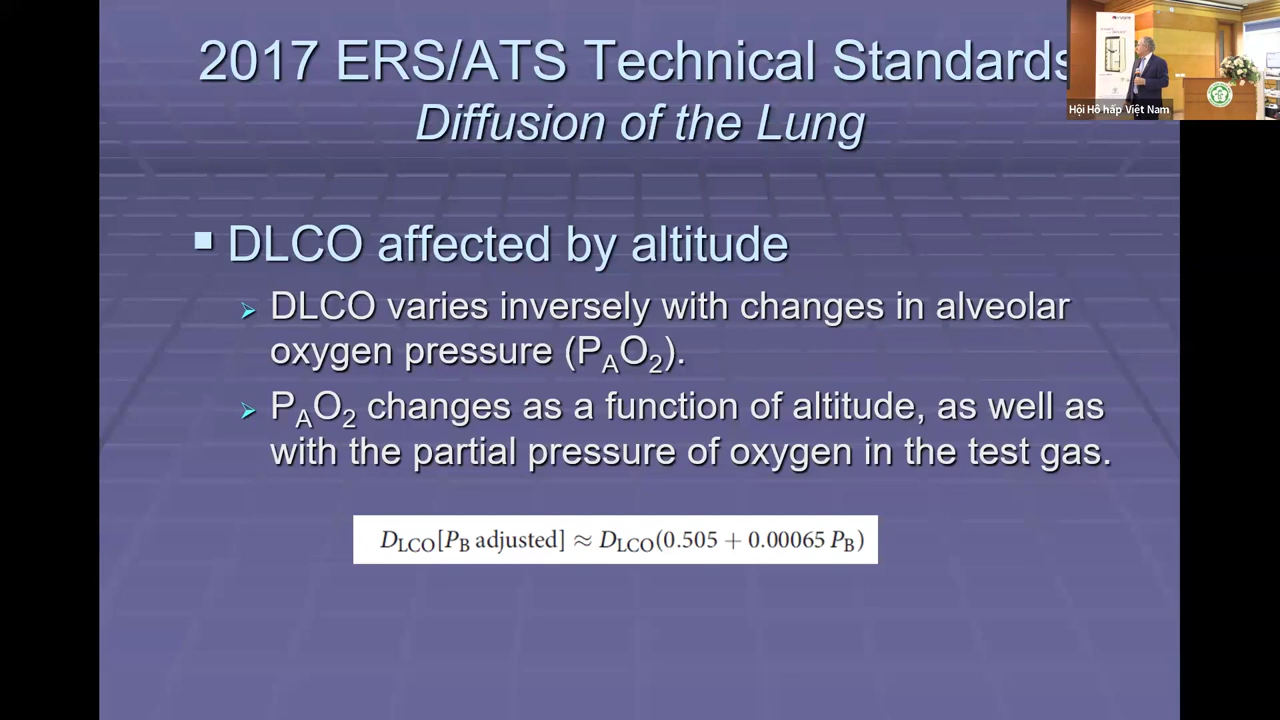 2017 ERS/ATS Technical Standards
Diffusion of the Lung
Hội Hô hấp Việt Nam
▪ DLCO affected by altitude
➢ DLCO varies inversely with changes in alveolar
oxygen pressure (PAO2).
➢ PAO2 changes as a function of altitude, as well as
with the partial pressure of oxygen in the test gas.
DLCO[PB adjusted] ≈ DLCO(0.505 + 0.00065 PB)